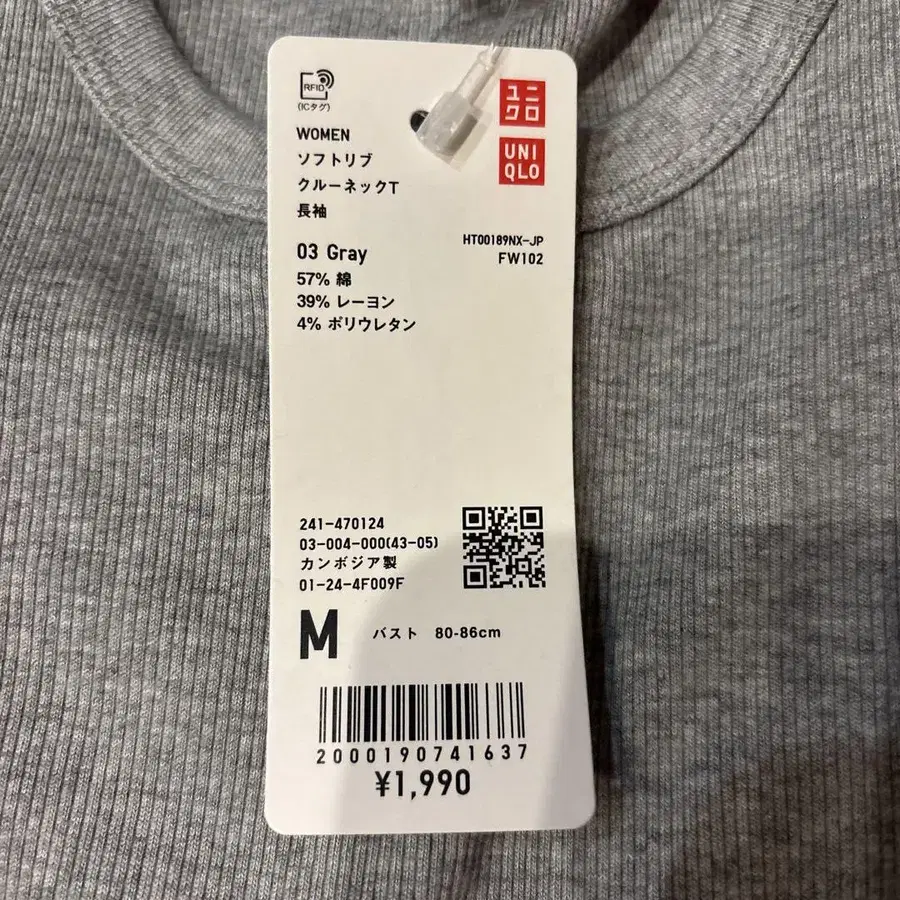 RFID
(ICタグ)
ユニ
クロ
UNI
QLO
WOMEN
ソフトリブ
クルーネックT
長袖
03 Gray
HT00189NX-JP
FW102
57% 綿
39% レーヨン
4% ポリウレタン
241-470124
03-004-000(43-05)
カンボジア製
01-24-4F009F
M バスト 80-86cm
2000190741637
¥1,990